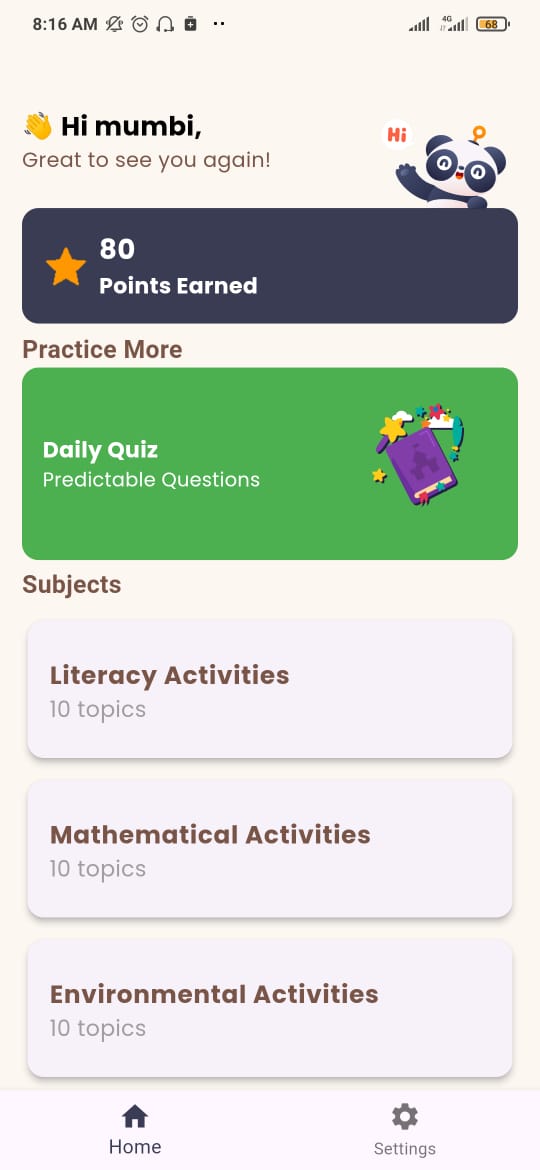 8:16 AM
4G
68
Hi mumbi,
Great to see you again!
Hi
80
Points Earned
Practice More
Daily Quiz
Predictable Questions
Subjects
Literacy Activities
10 topics
Mathematical Activities
10 topics
Environmental Activities
10 topics
Home
Settings